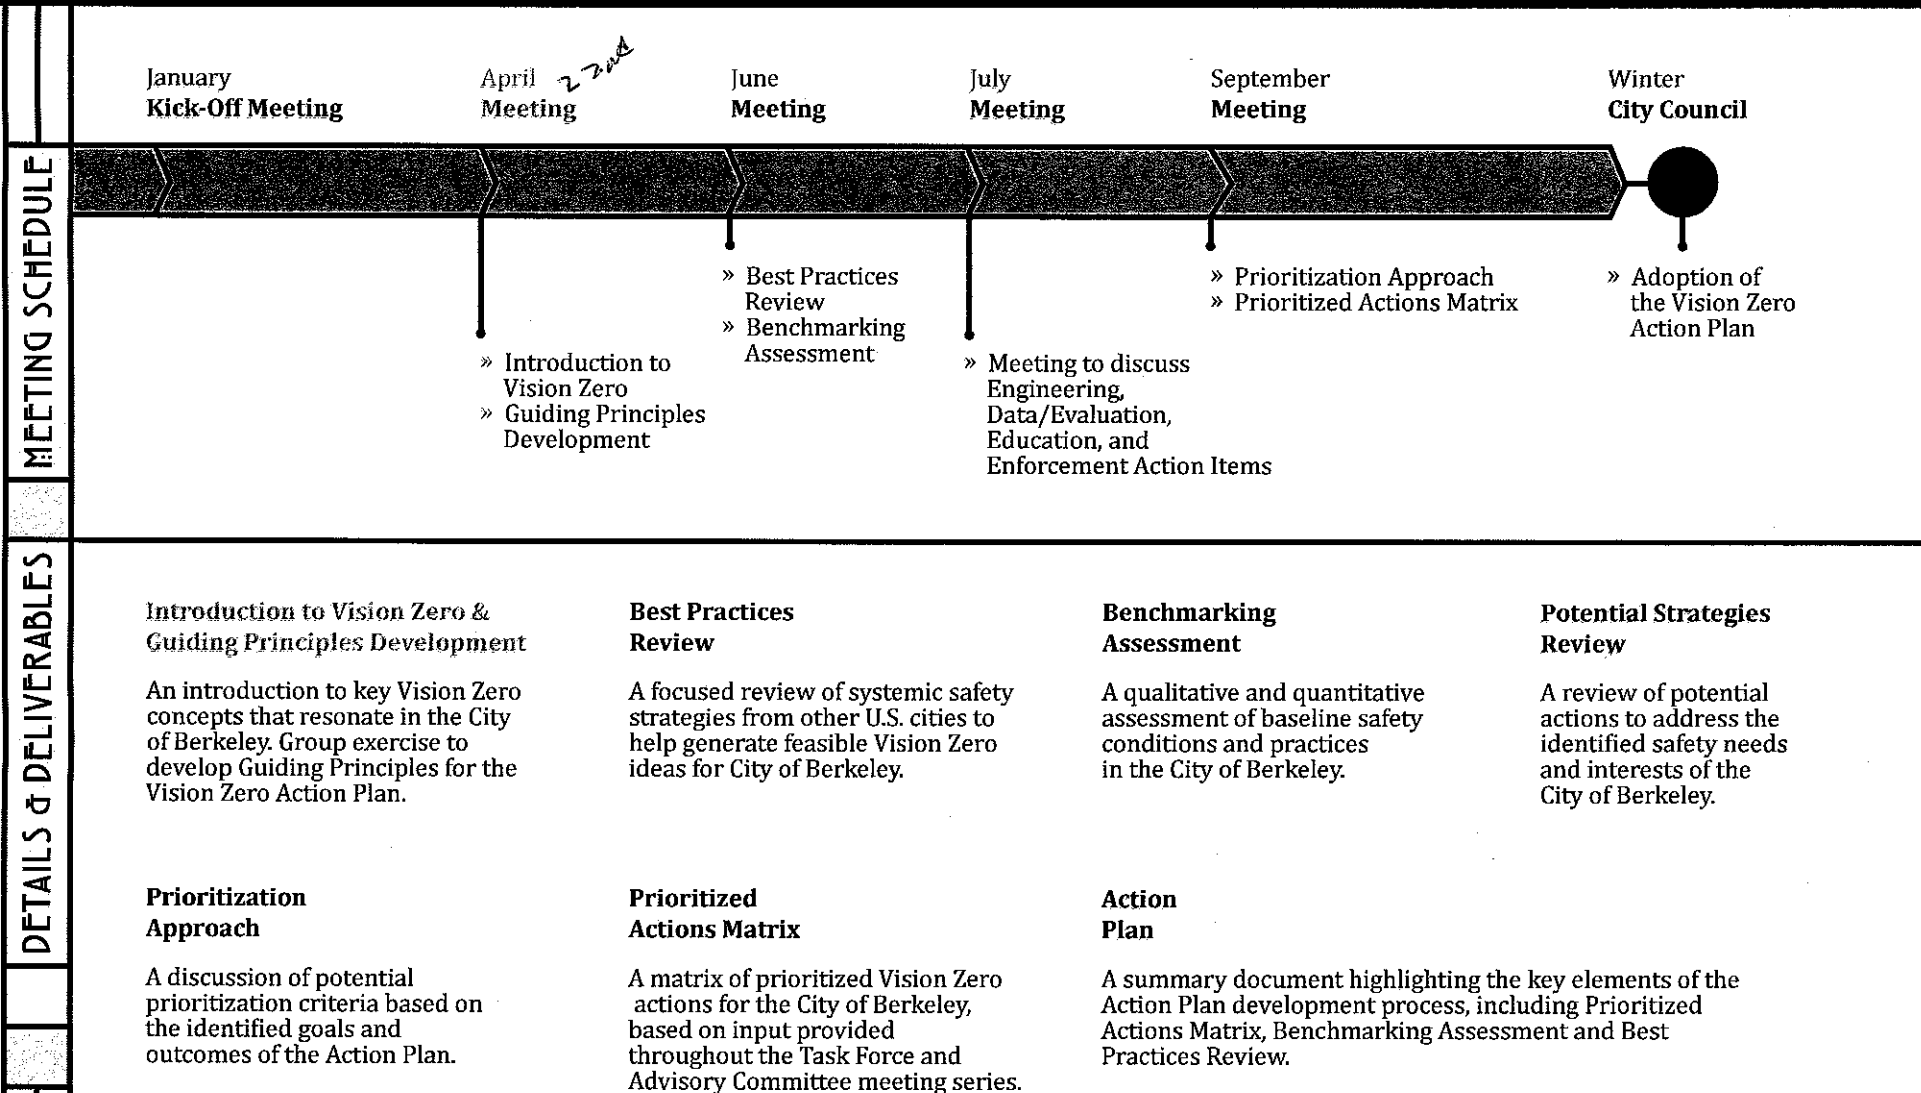 January
Kick-Off Meeting
April 22nd
Meeting
June
Meeting
July
Meeting
September
Meeting
Winter
City Council
MEETING SCHEDULE
» Introduction to
Vision Zero
» Guiding Principles
Development
» Best Practices
Review
» Benchmarking
Assessment
» Meeting to discuss
Engineering,
Data/Evaluation,
Education, and
Enforcement Action Items
» Prioritization Approach
» Prioritized Actions Matrix
» Adoption of
the Vision Zero
Action Plan
DETAILS & DELIVERABLES
Introduction to Vision Zero &
Guiding Principles Development
An introduction to key Vision Zero
concepts that resonate in the City
of Berkeley. Group exercise to
develop Guiding Principles for the
Vision Zero Action Plan.
Best Practices
Review
A focused review of systemic safety
strategies from other U.S. cities to
help generate feasible Vision Zero
ideas for City of Berkeley.
Benchmarking
Assessment
A qualitative and quantitative
assessment of baseline safety
conditions and practices
in the City of Berkeley.
Potential Strategies
Review
A review of potential
actions to address the
identified safety needs
and interests of the
City of Berkeley.
Prioritization
Approach
A discussion of potential
prioritization criteria based on
the identified goals and
outcomes of the Action Plan.
Prioritized
Actions Matrix
A matrix of prioritized Vision Zero
actions for the City of Berkeley,
based on input provided
throughout the Task Force and
Advisory Committee meeting series.
Action
Plan
A summary document highlighting the key elements of the
Action Plan development process, including Prioritized
Actions Matrix, Benchmarking Assessment and Best
Practices Review.